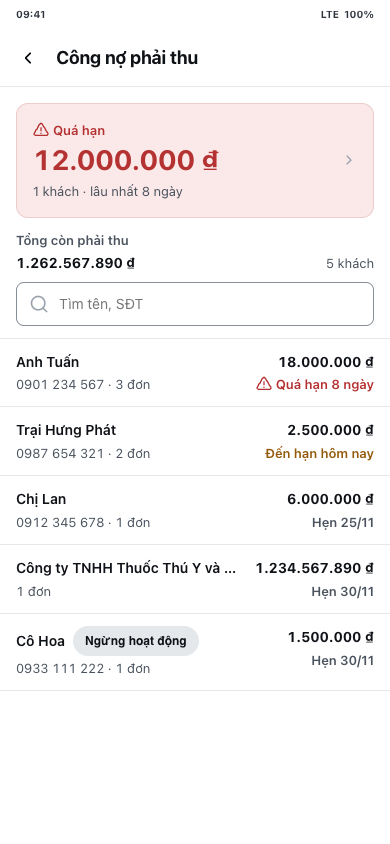 09:41 LTE 100%
Công nợ phải thu
Quá hạn
12.000.000 ₫
1 khách · lâu nhất 8 ngày
Tổng còn phải thu
1.262.567.890 ₫ 5 khách
Tìm tên, SĐT
Anh Tuấn 18.000.000 ₫
0901 234 567 · 3 đơn Quá hạn 8 ngày
Trại Hưng Phát 2.500.000 ₫
0987 654 321 · 2 đơn Đến hạn hôm nay
Chị Lan 6.000.000 ₫
0912 345 678 · 1 đơn Hẹn 25/11
Công ty TNHH Thuốc Thú Y và ... 1.234.567.890 ₫
1 đơn Hẹn 30/11
Cô Hoa Ngừng hoạt động 1.500.000 ₫
0933 111 222 · 1 đơn Hẹn 30/11